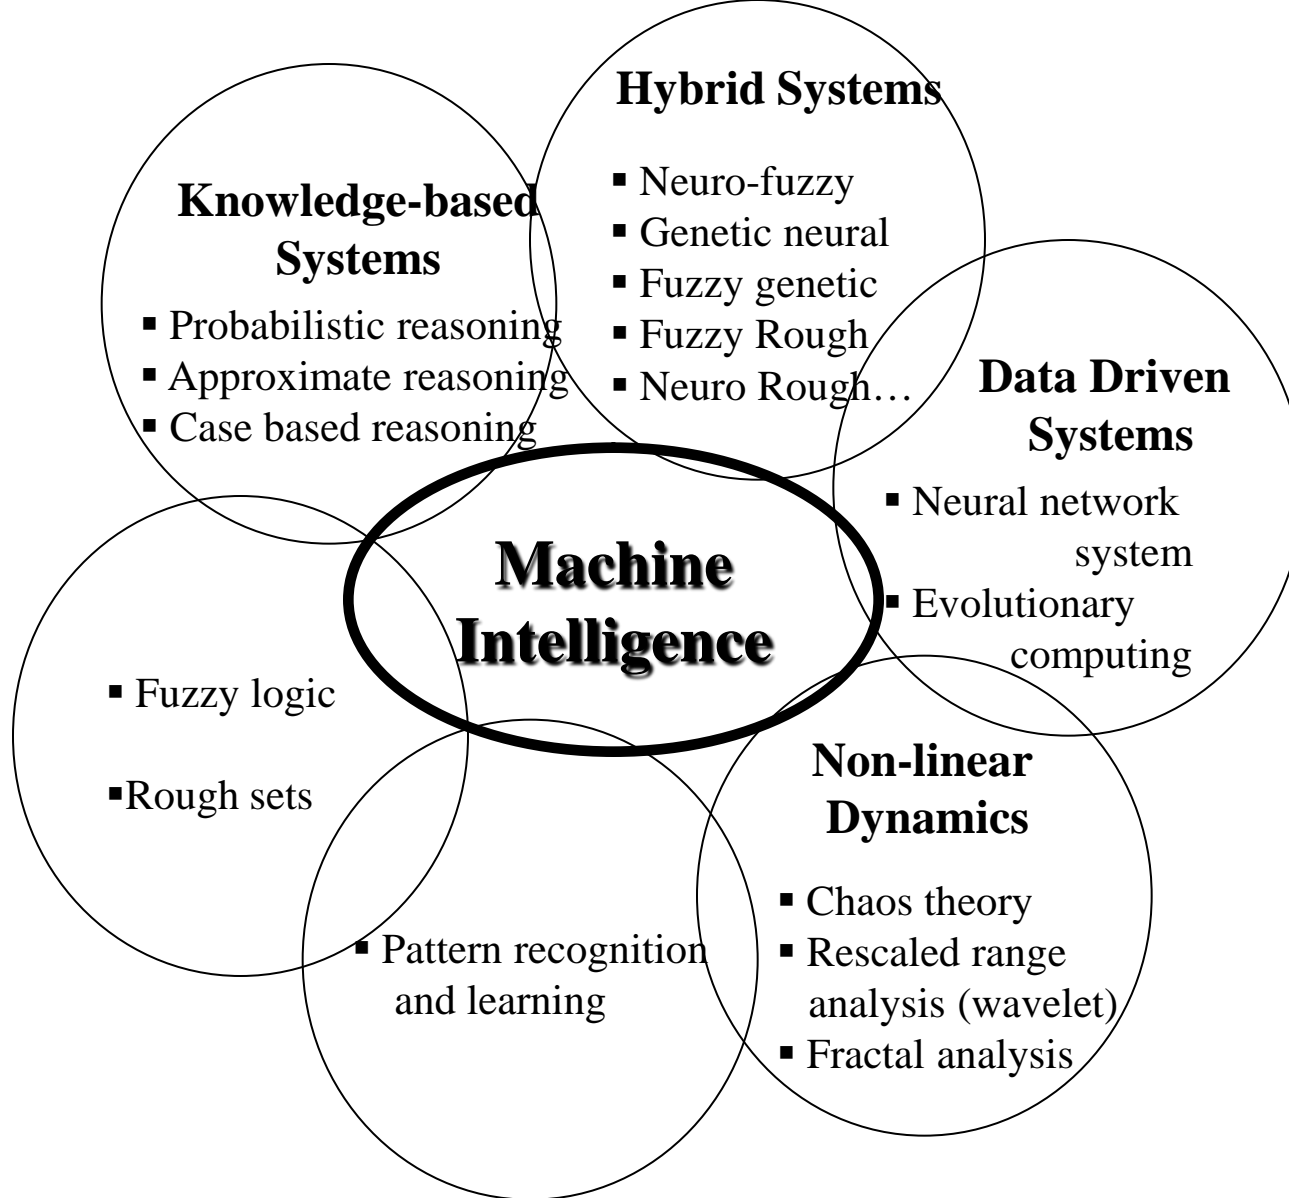 Hybrid Systems
▪ Neuro-fuzzy
▪ Genetic neural
▪ Fuzzy genetic
▪ Fuzzy Rough
▪ Neuro Rough…
Knowledge-based
Systems
▪ Probabilistic reasoning
▪ Approximate reasoning
▪ Case based reasoning
Data Driven
Systems
▪ Neural network
system
▪ Evolutionary
computing
Machine
Intelligence
▪ Fuzzy logic
▪Rough sets
Non-linear
Dynamics
▪ Chaos theory
▪ Rescaled range
analysis (wavelet)
▪ Fractal analysis
▪ Pattern recognition
and learning